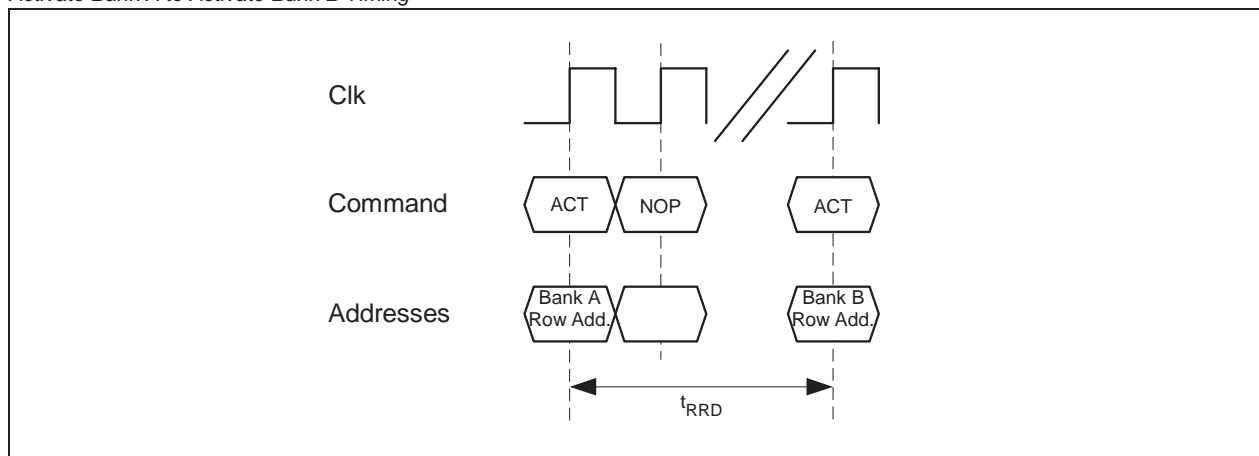 Activate Bank A to Activate Bank B Timing
Clk
Command
ACT
NOP
ACT
Addresses
Bank A
Row Add.
Bank B
Row Add.
tRRD